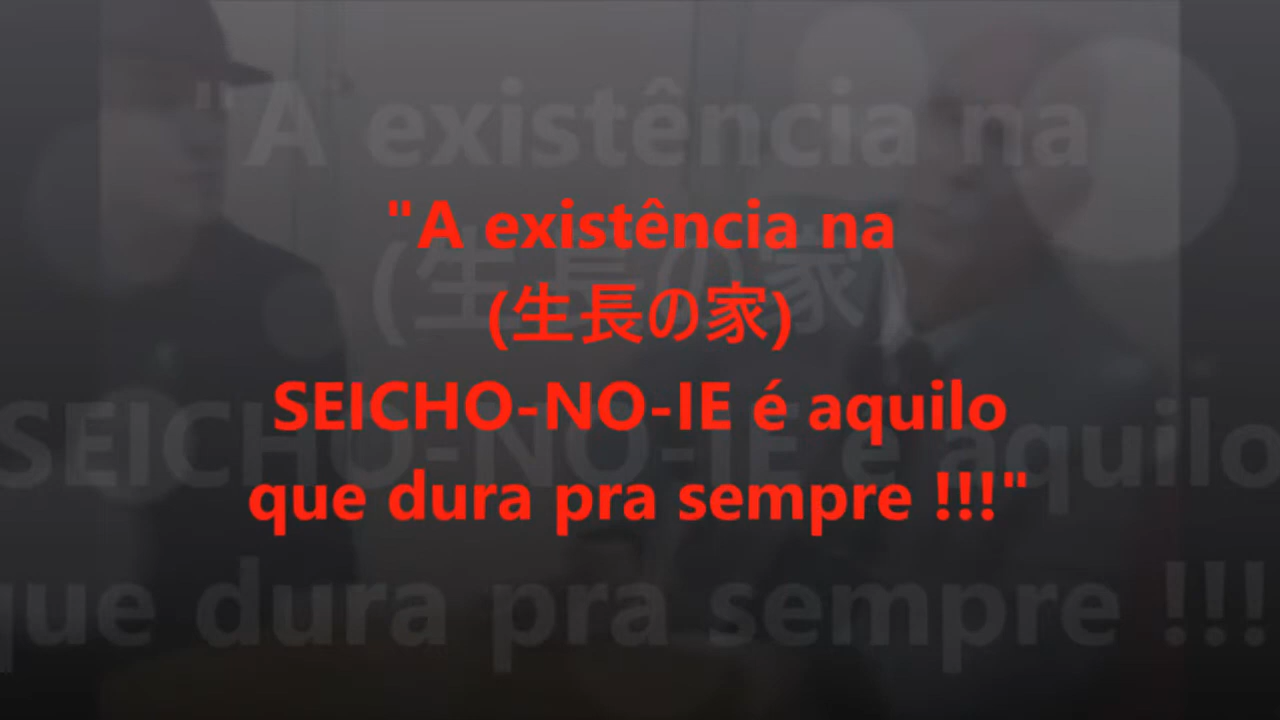 "A existência na
(生長の家)
SEICHO-NO-IE é aquilo
que dura pra sempre !!!"